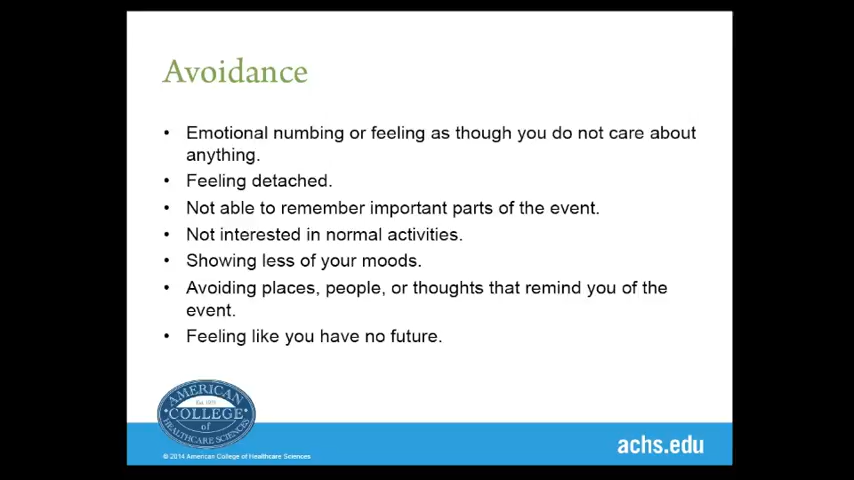 Avoidance
• Emotional numbing or feeling as though you do not care about
anything.
• Feeling detached.
• Not able to remember important parts of the event.
• Not interested in normal activities.
• Showing less of your moods.
• Avoiding places, people, or thoughts that remind you of the
event.
• Feeling like you have no future.
AMERICAN
Est. 1978
COLLEGE
of
HEALTHCARE SCIENCES
achs.edu
© 2014 American College of Healthcare Sciences